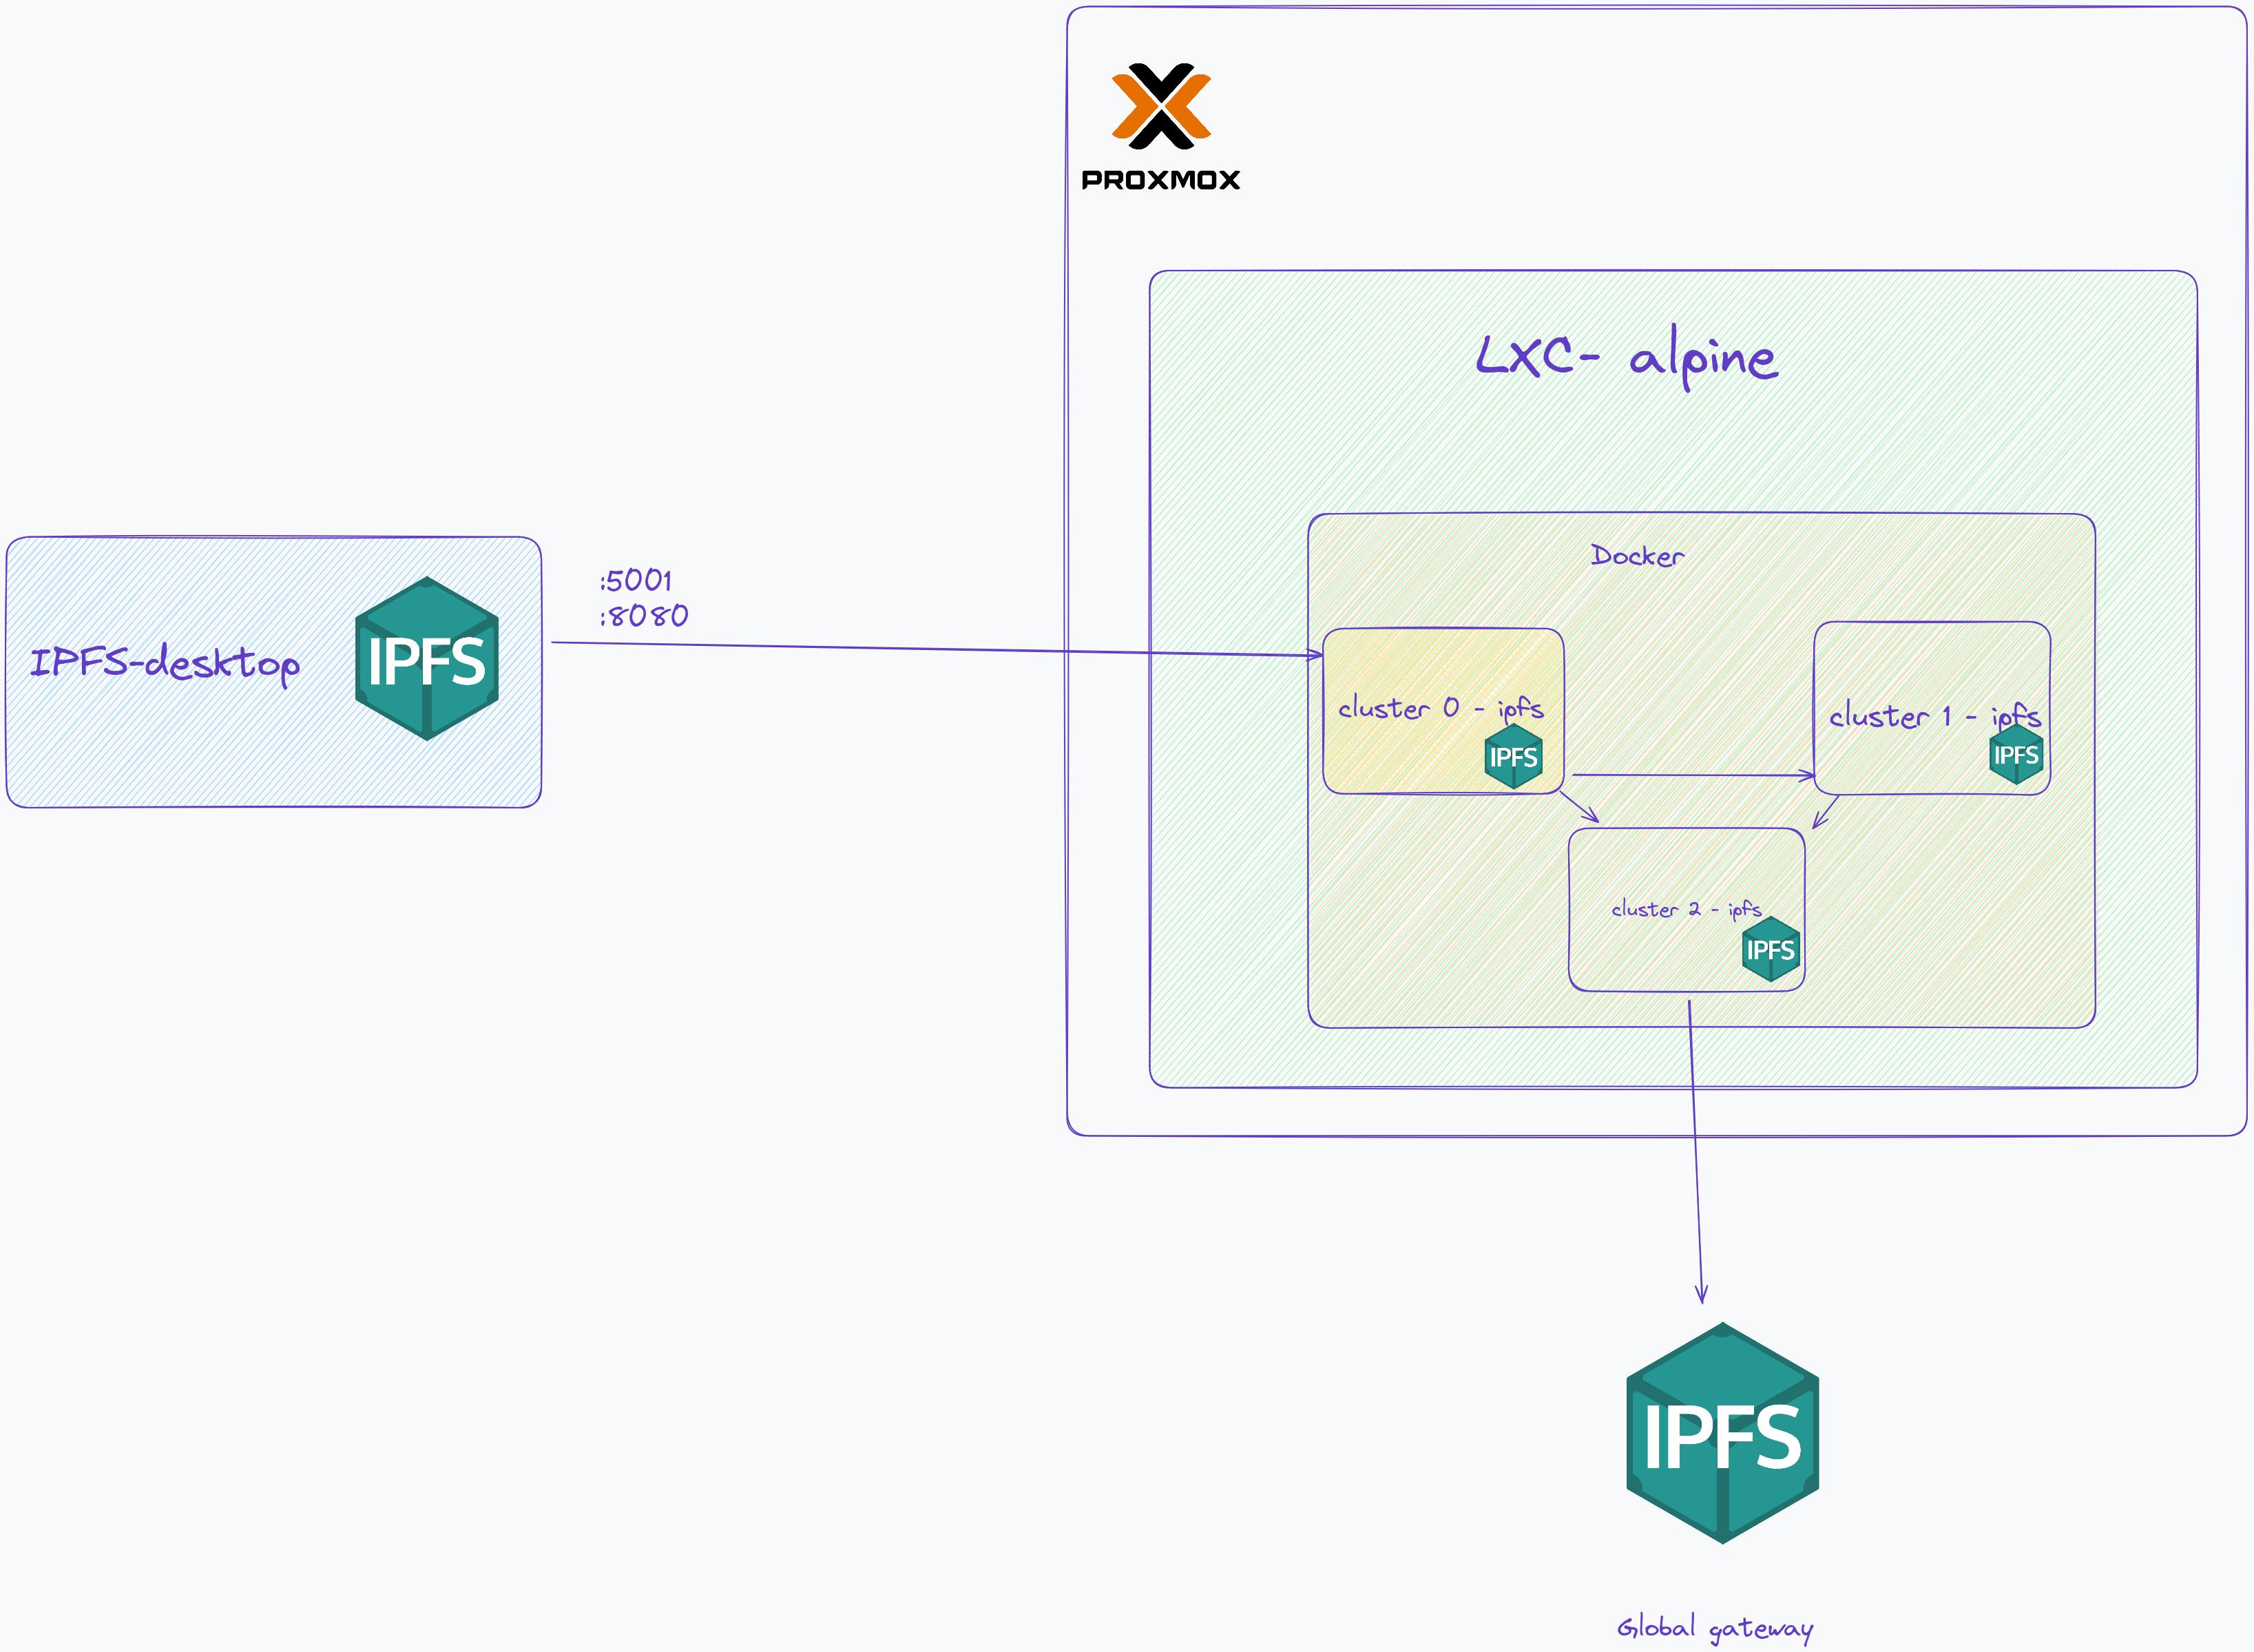 PROXMOX
LXC- alpine
Docker
:5001
:8080
IPFS-desktop
IPFS
cluster 0 - ipfs
IPFS
cluster 1 - ipfs
IPFS
cluster 2 - ipfs
IPFS
IPFS
Global gateway